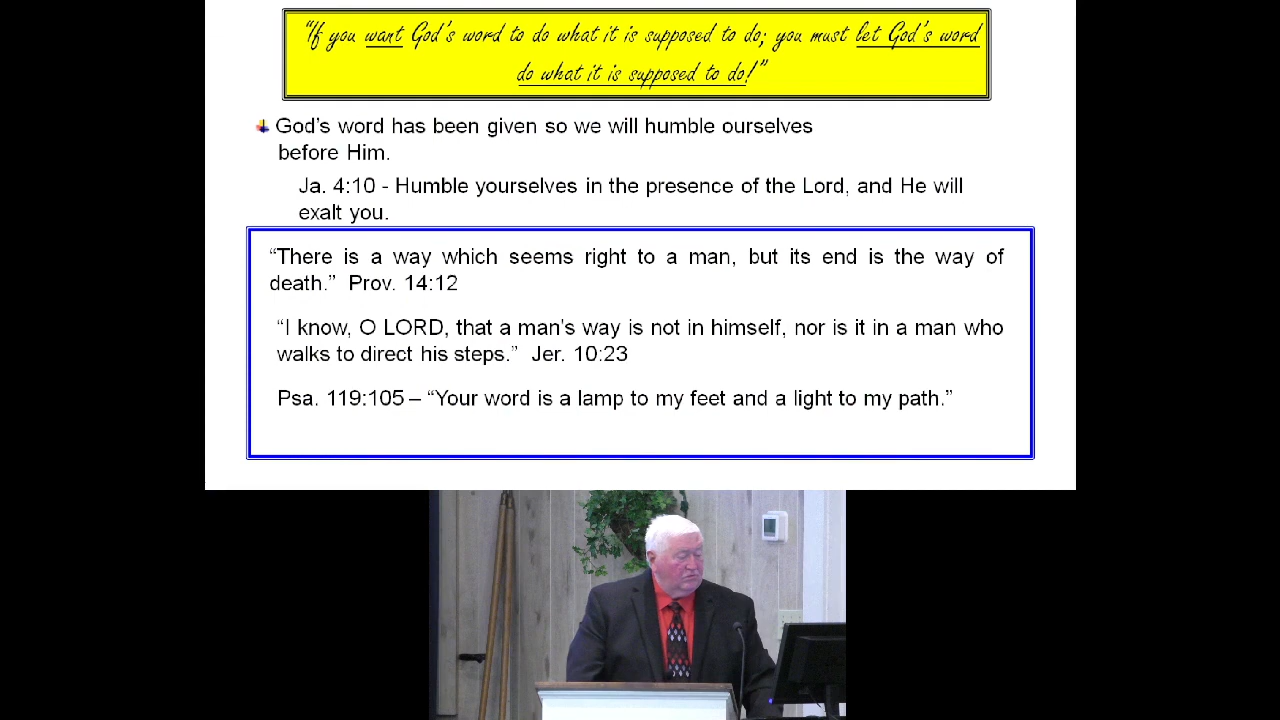 “If you want God’s word to do what it is supposed to do; you must let God’s word
do what it is supposed to do!”
God’s word has been given so we will humble ourselves
before Him.
Ja. 4:10 - Humble yourselves in the presence of the Lord, and He will
exalt you.
“There is a way which seems right to a man, but its end is the way of
death.”  Prov. 14:12
“I know, O LORD, that a man’s way is not in himself, nor is it in a man who
walks to direct his steps.”  Jer. 10:23
Psa. 119:105 – “Your word is a lamp to my feet and a light to my path.”